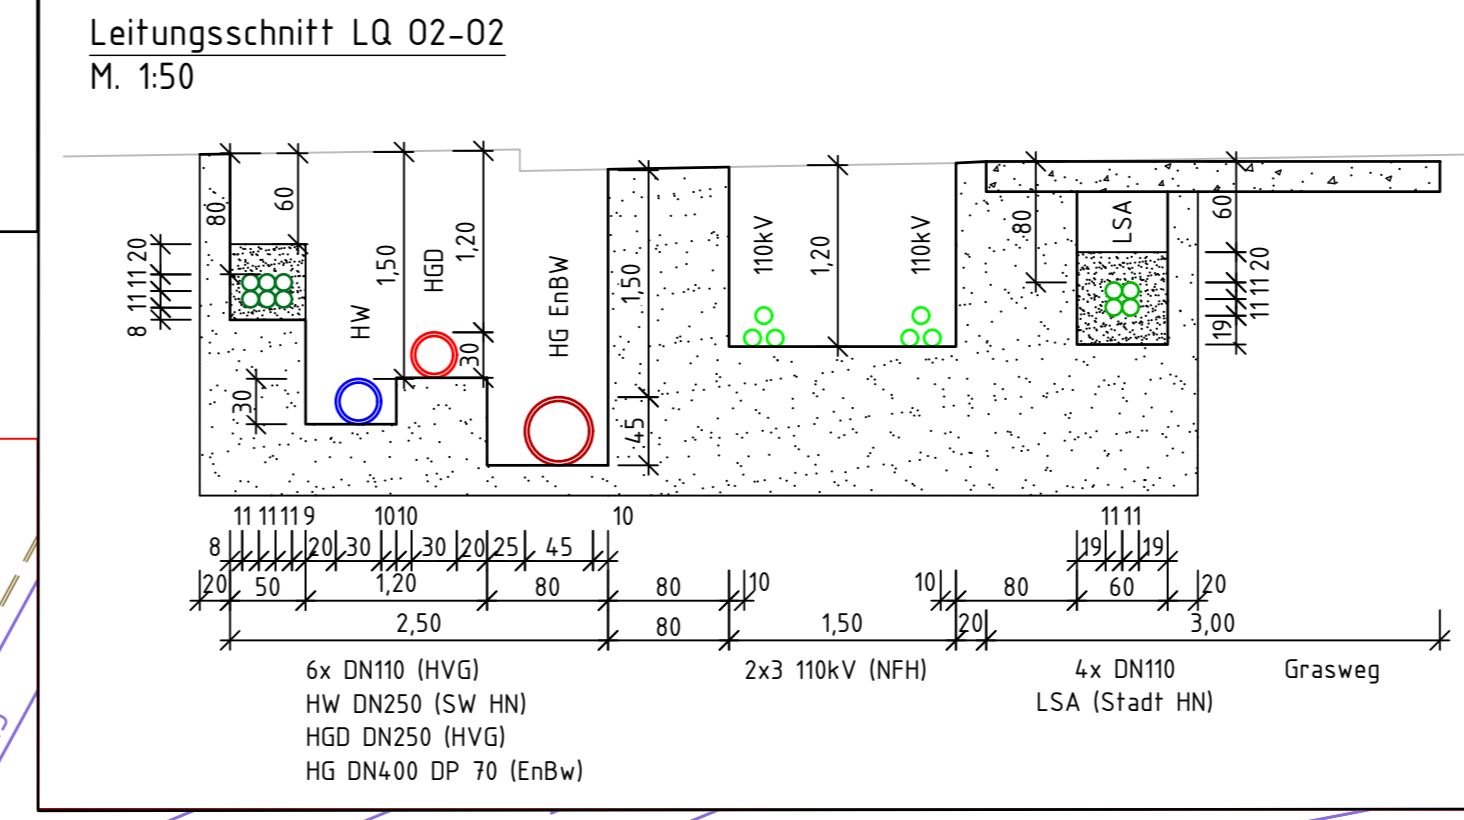 Leitungsschnitt LQ 02-02
M. 1:50
80
60
1,50
HGD
1,20
HW
30
HG EnBW
1,50
45
110kV
1,20
110kV
80
LSA
60
20
11 11
8
30
20
11 11
19
11 11 11 9
10 10
10
11 11
8
20 30
30 20 25 45
19
19
20 50
1,20
80
80
10
10
80
60
20
2,50
80
1,50
20
3,00
6x DN110 (HVG)
2x3 110kV (NFH)
4x DN110
Grasweg
HW DN250 (SW HN)
LSA (Stadt HN)
HGD DN250 (HVG)
HG DN400 DP 70 (EnBw)